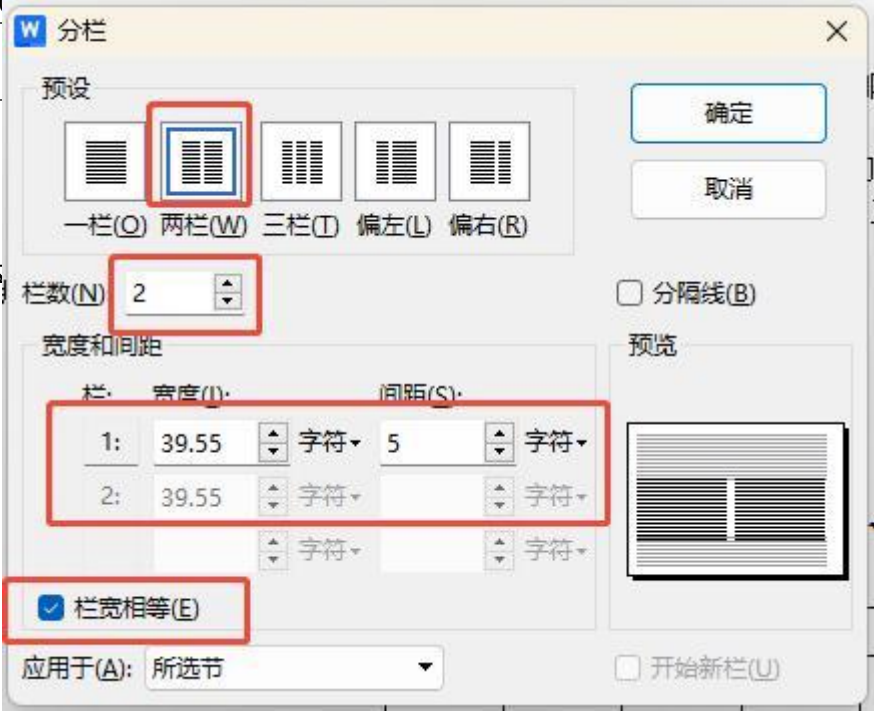 W 分栏
预设
确定
取消
一栏(O) 两栏(W) 三栏(T) 偏左(L) 偏右(R)
栏数(N) 2
分隔线(B)
宽度和间距
预览
栏: 宽度(I): 间距(S):
1: 39.55 字符 5 字符
2: 39.55 字符 字符
字符 字符
栏宽相等(E)
应用于(A): 所选节
开始新栏(U)